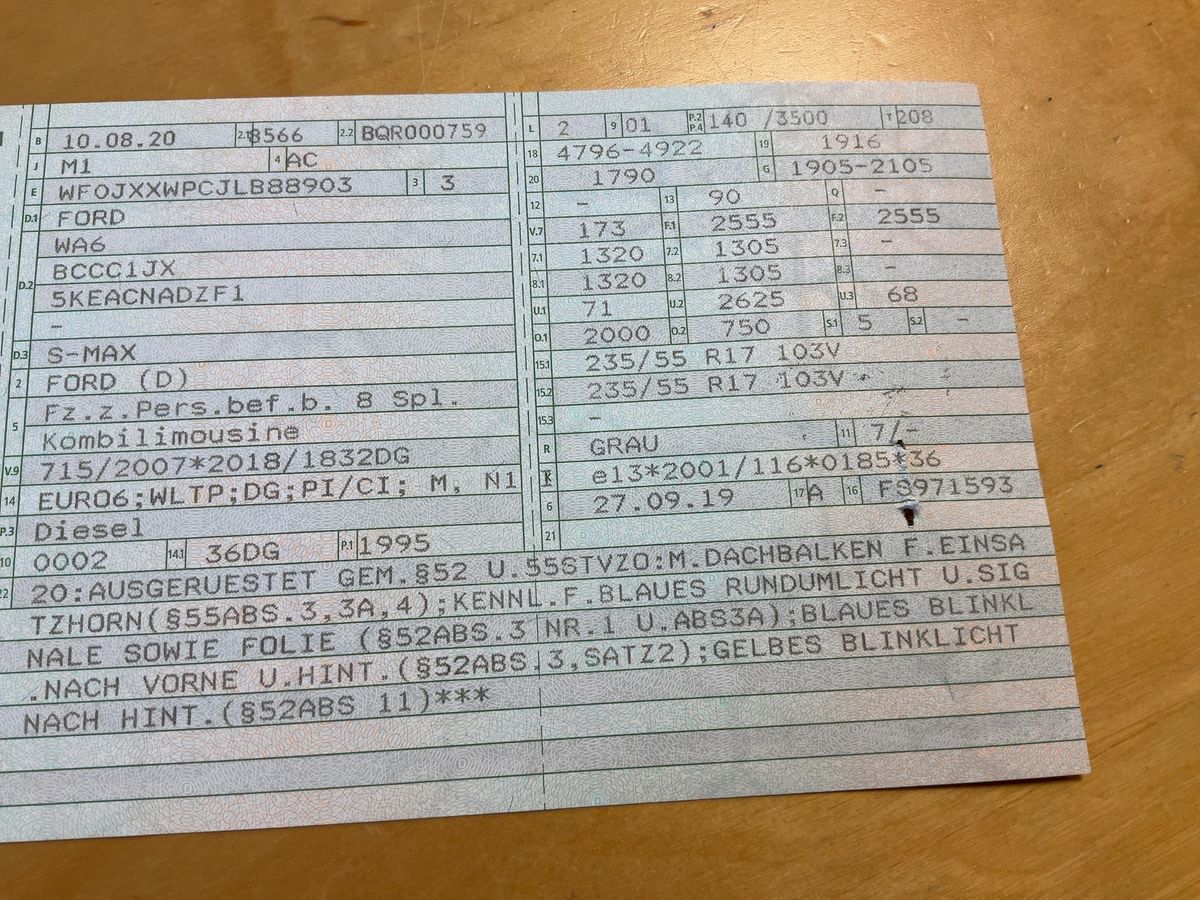 B 10.08.20 2.1 8566 2.2 BQR000759
J M1 4 AC
E WF0JXXWPCJLB88903 3 3
D.1 FORD
D.2 WA6
BCCC1JX
5KEACNADZF1
-
D.3 S-MAX
2 FORD (D)
5 Fz.z.Pers.bef.b. 8 Spl.
Kombilimousine
V.9 715/2007*2018/1832DG
14 EURO6;WLTP;DG;PI/CI; M, N1
P.3 Diesel
10 0002 14.1 36DG P.1 1995
L 2 9 01 P.2 P.4 140 /3500 T 208
18 4796-4922 19 1916
20 1790 G 1905-2105
12 - 13 90 Q -
V.7 173 F.1 2555 F.2 2555
7.1 1320 7.2 1305 7.3 -
8.1 1320 8.2 1305 8.3 -
U.1 71 U.2 2625 U.3 68
O.1 2000 O.2 750 S.1 5 S.2 -
15.1 235/55 R17 103V
15.2 235/55 R17 103V
15.3 -
R GRAU 11 7/-
K e13*2001/116*0185*36
6 27.09.19 17 A 16 FS971593
21
22 20:AUSGERUESTET GEM.§52 U.55STVZO:M.DACHBALKEN F.EINSA
TZHORN(§55ABS.3,3A,4);KENNL.F.BLAUES RUNDUMLICHT U.SIG
NALE SOWIE FOLIE (§52ABS.3 NR.1 U.ABS3A);BLAUES BLINKL
.NACH VORNE U.HINT.(§52ABS.3,SATZ2);GELBES BLINKLICHT
NACH HINT.(§52ABS 11)***